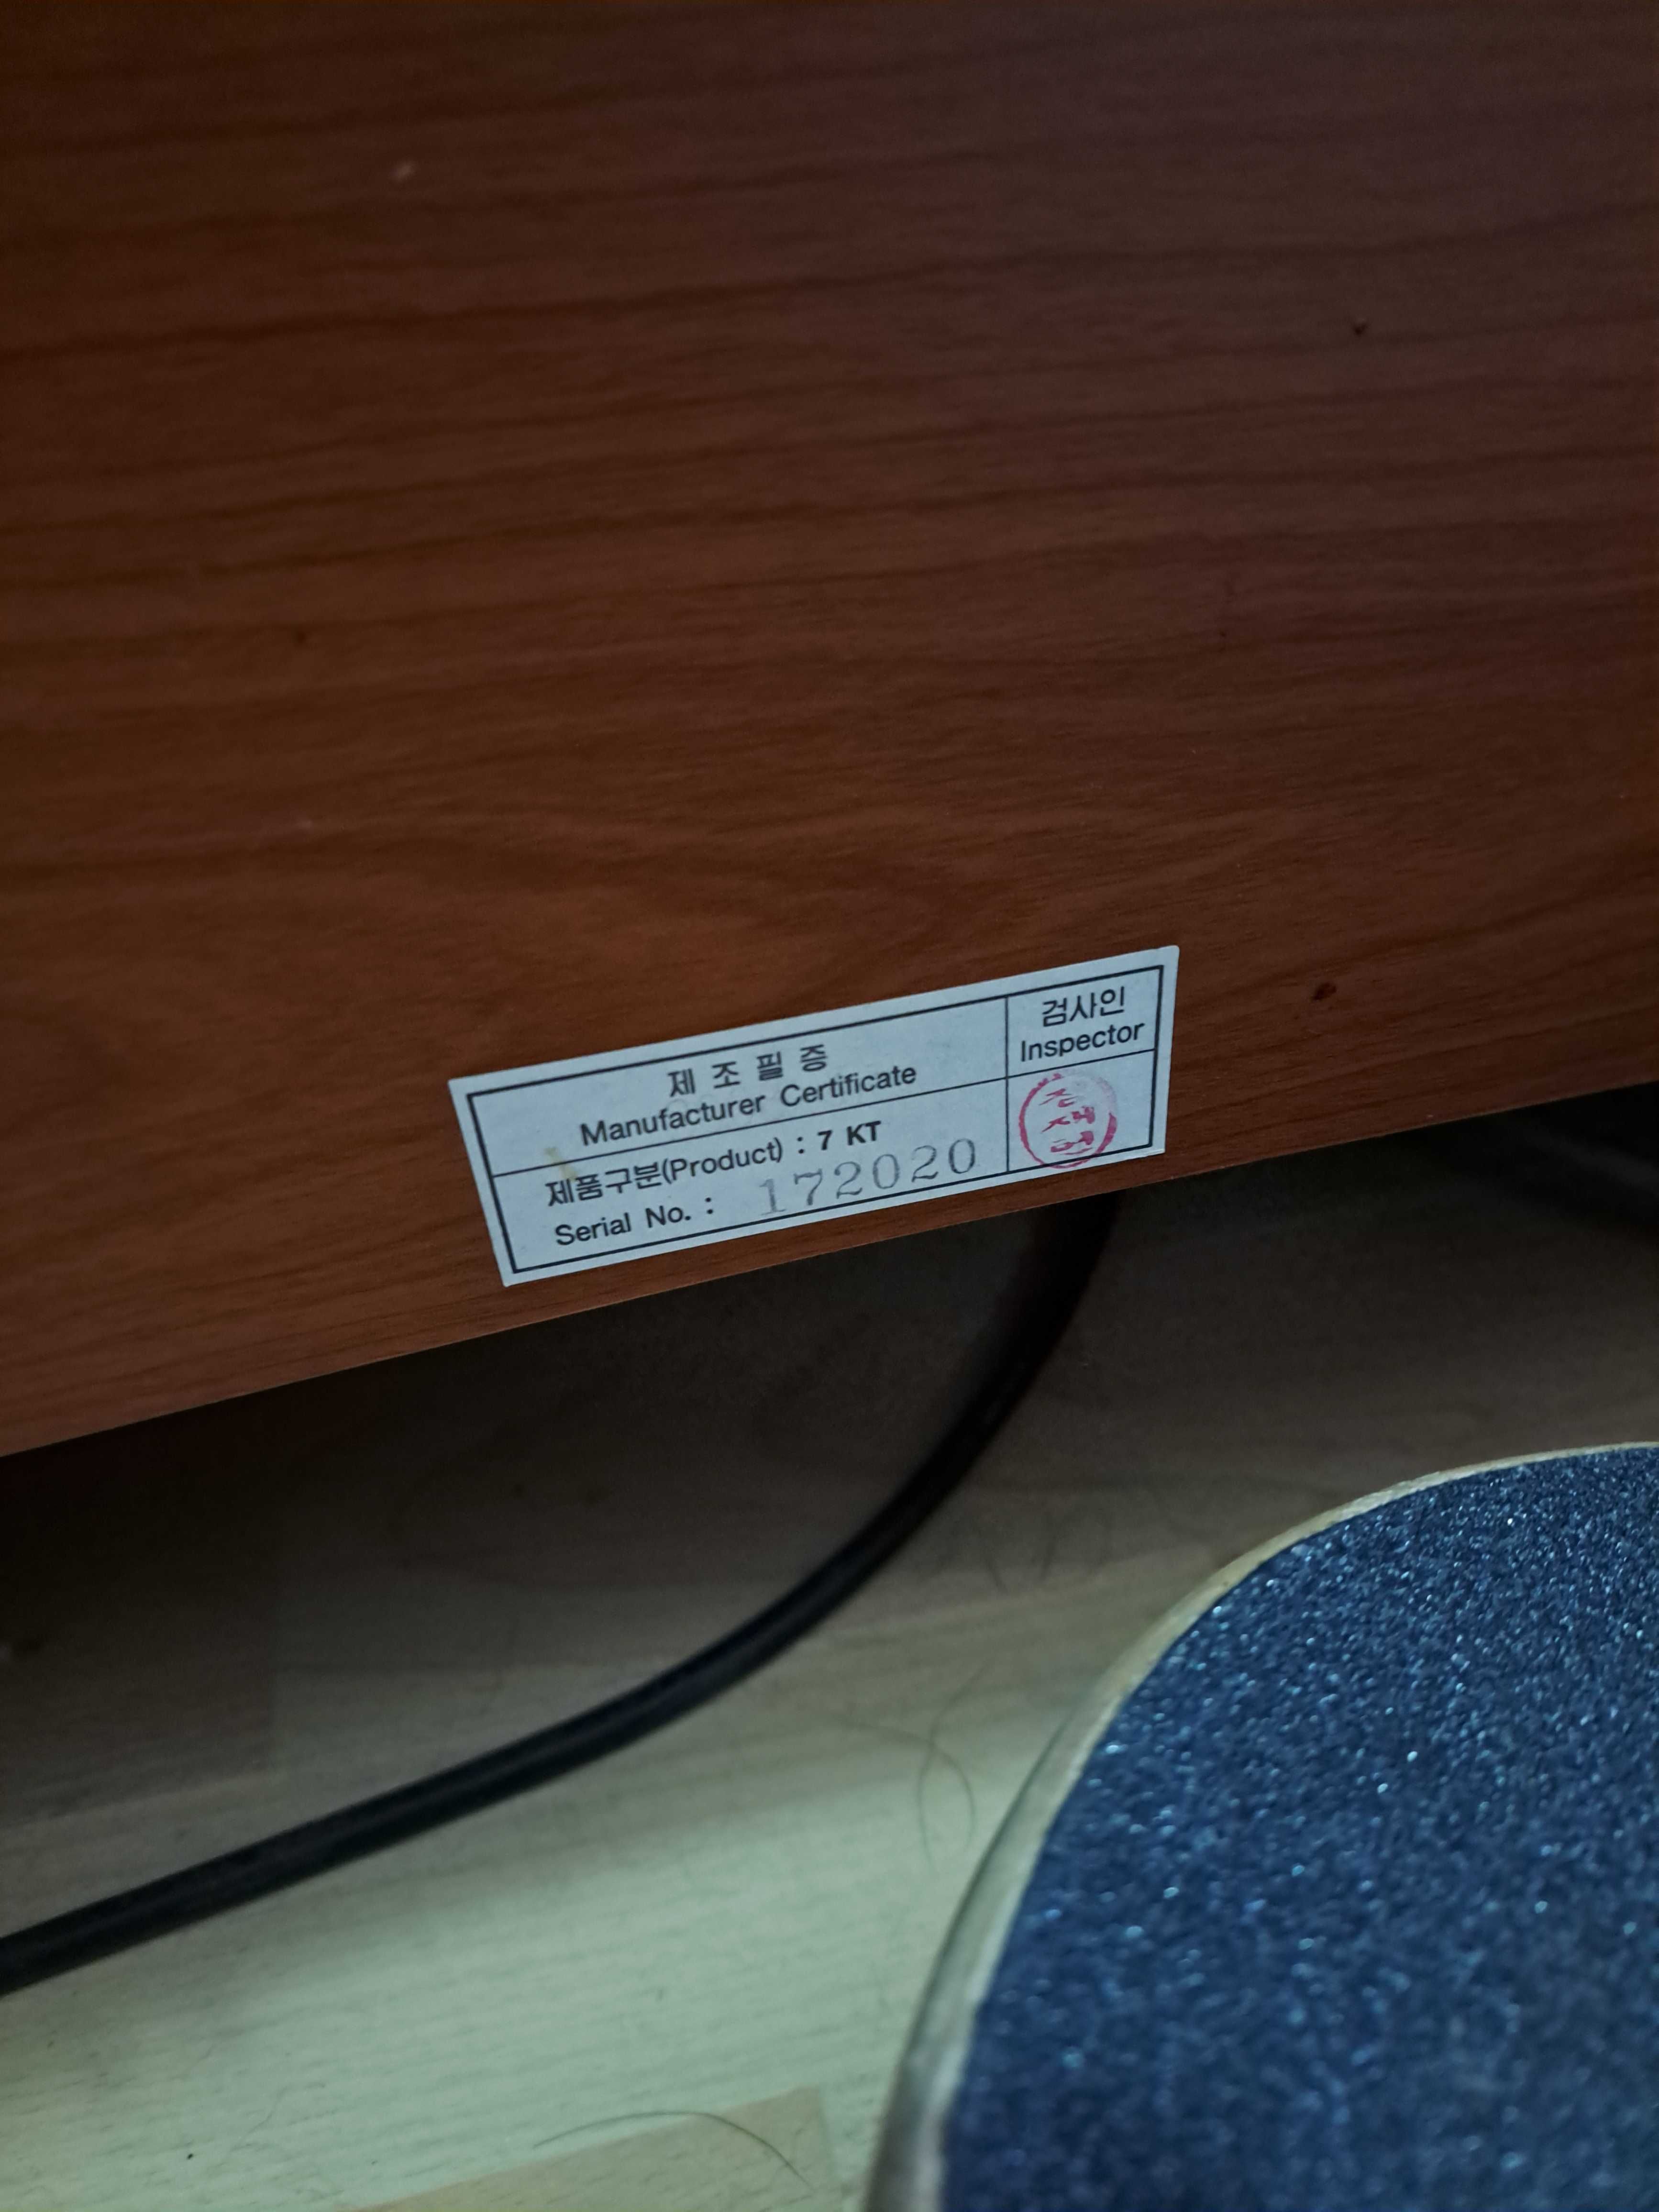 제조필증
Manufacturer Certificate
검사인
Inspector
제품구분(Product) : 7 KT
Serial No. : 172020